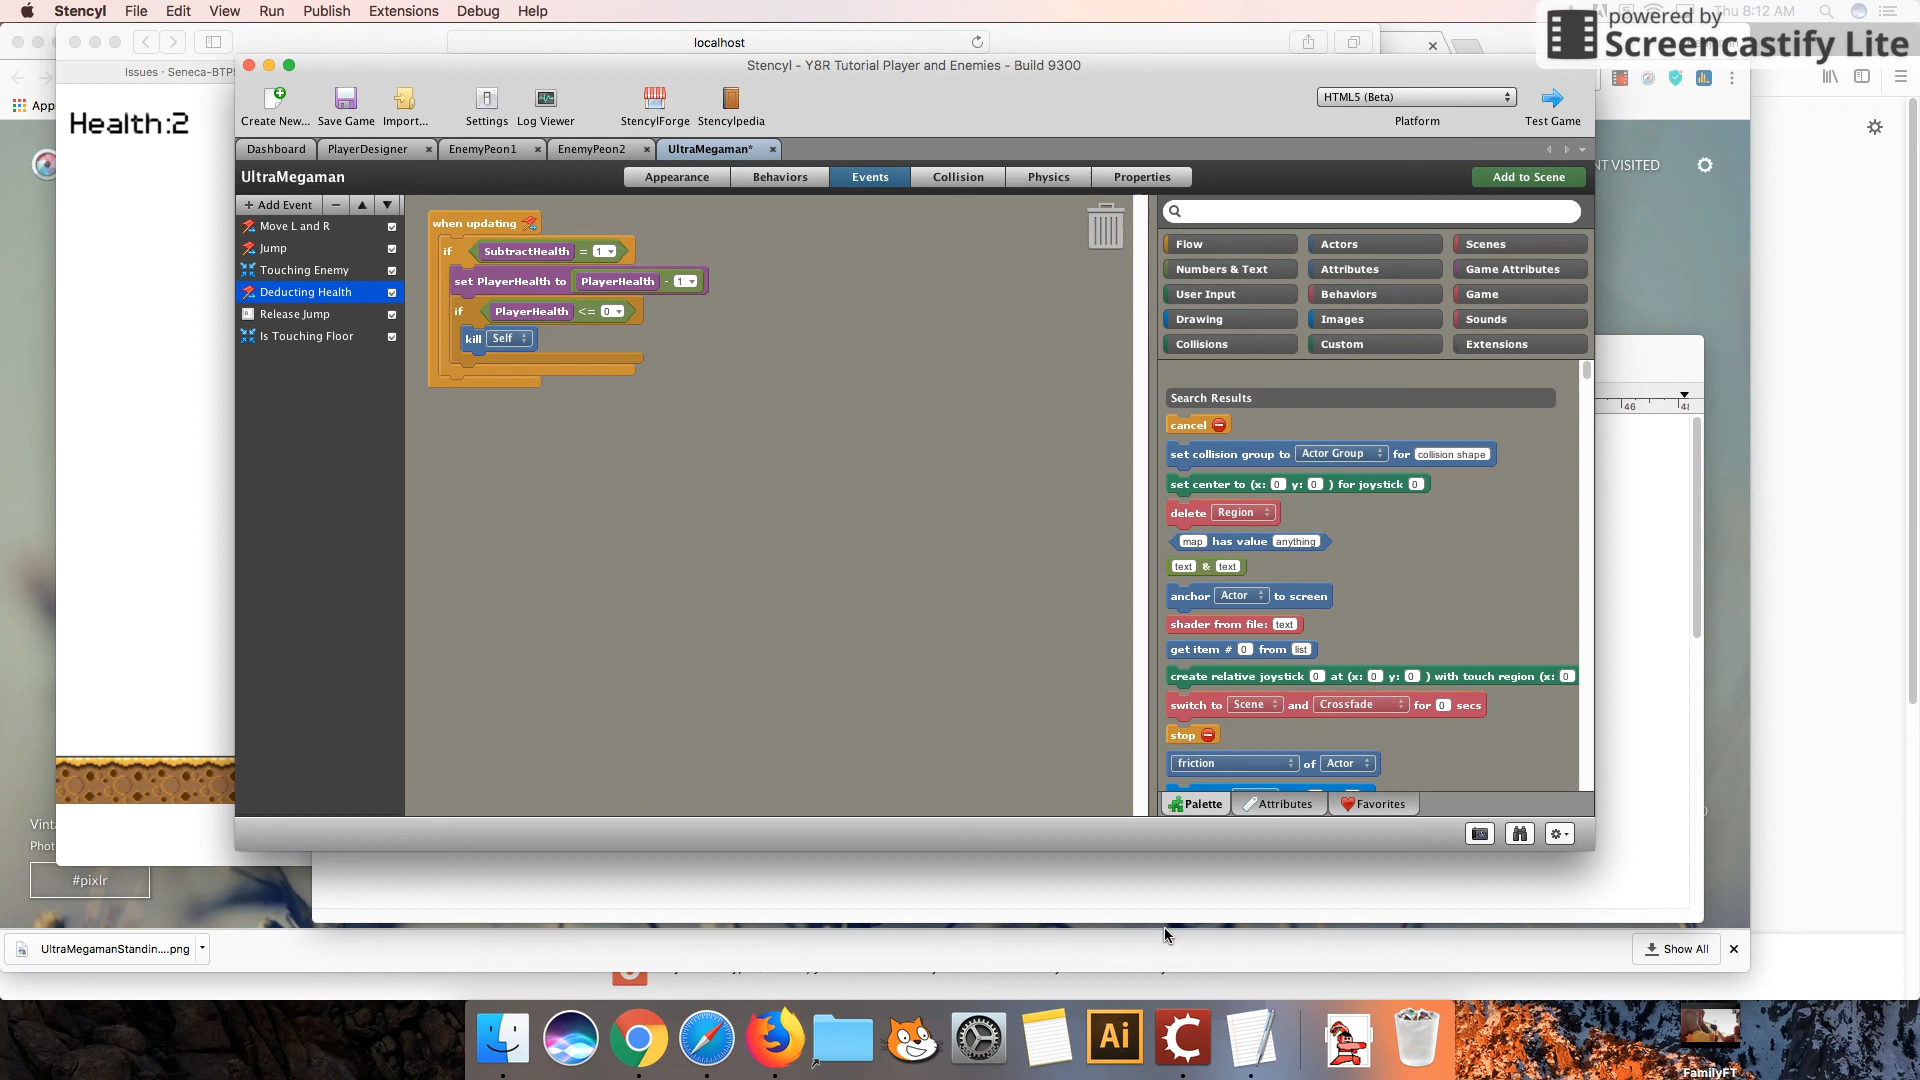 Stencyl File Edit View Run Publish Extensions Debug Help
Thu 8:12 AM
powered by
Screencastify Lite
localhost
Issues · Seneca-BTP
Stencyl - Y8R Tutorial Player and Enemies - Build 9300
App
Health:2
Create New... Save Game Import... Settings Log Viewer StencylForge Stencylpedia
HTML5 (Beta)
Platform
Test Game
Dashboard PlayerDesigner EnemyPeon1 EnemyPeon2 UltraMegaman*
NT VISITED
UltraMegaman
Appearance Behaviors Events Collision Physics Properties
Add to Scene
+ Add Event
Move L and R
Jump
Touching Enemy
Deducting Health
Release Jump
Is Touching Floor
when updating
if SubtractHealth = 1
set PlayerHealth to PlayerHealth - 1
if PlayerHealth <= 0
kill Self
Flow Actors Scenes
Numbers & Text Attributes Game Attributes
User Input Behaviors Game
Drawing Images Sounds
Collisions Custom Extensions
Search Results
cancel
set collision group to Actor Group for collision shape
set center to (x: 0 y: 0 ) for joystick 0
delete Region
map has value anything
text & text
anchor Actor to screen
shader from file: text
get item # 0 from list
create relative joystick 0 at (x: 0 y: 0 ) with touch region (x: 0
switch to Scene and Crossfade for 0 secs
stop
friction of Actor
Palette Attributes Favorites
46
Vint
Phot
#pixlr
UltraMegamanStandin....png
Show All
Ai
FamilyFT